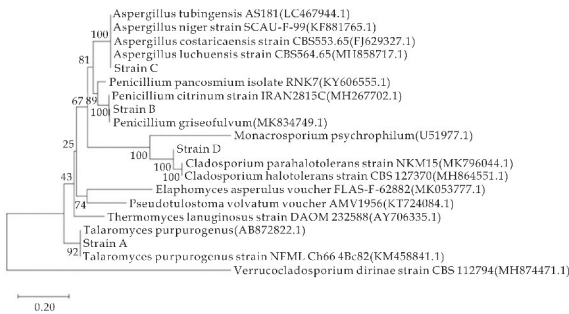 Aspergillus tubingensis AS181(LC467944.1)
100
Aspergillus niger strain SCAU-F-99(KF881765.1)
Aspergillus costaricaensis strain CBS553.65(FJ629327.1)
Aspergillus luchuensis strain CBS564.65(MH858717.1)
81
Strain C
Penicillium pancosmium isolate RNK7(KY606555.1)
67 89
Penicillium citrinum strain IRAN2815C(MH267702.1)
100
Strain B
Penicillium griseofulvum(MK834749.1)
Monacrosporium psychrophilum(U51977.1)
25
Strain D
100
Cladosporium parahalotolerans strain NKM15(MK796044.1)
100
Cladosporium halotolerans strain CBS 127370(MH864551.1)
43
Elaphomyces asperulus voucher FLAS-F-62882(MK053777.1)
74
Pseudotulostoma volvatum voucher AMV1956(KT724084.1)
Thermomyces lanuginosus strain DAOM 232588(AY706335.1)
Talaromyces purpurogenus(AB872822.1)
Strain A
92
Talaromyces purpurogenus strain NFML Ch66 4Bc82(KM458841.1)
Verrucocladosporium dirinae strain CBS 112794(MH874471.1)
0.20